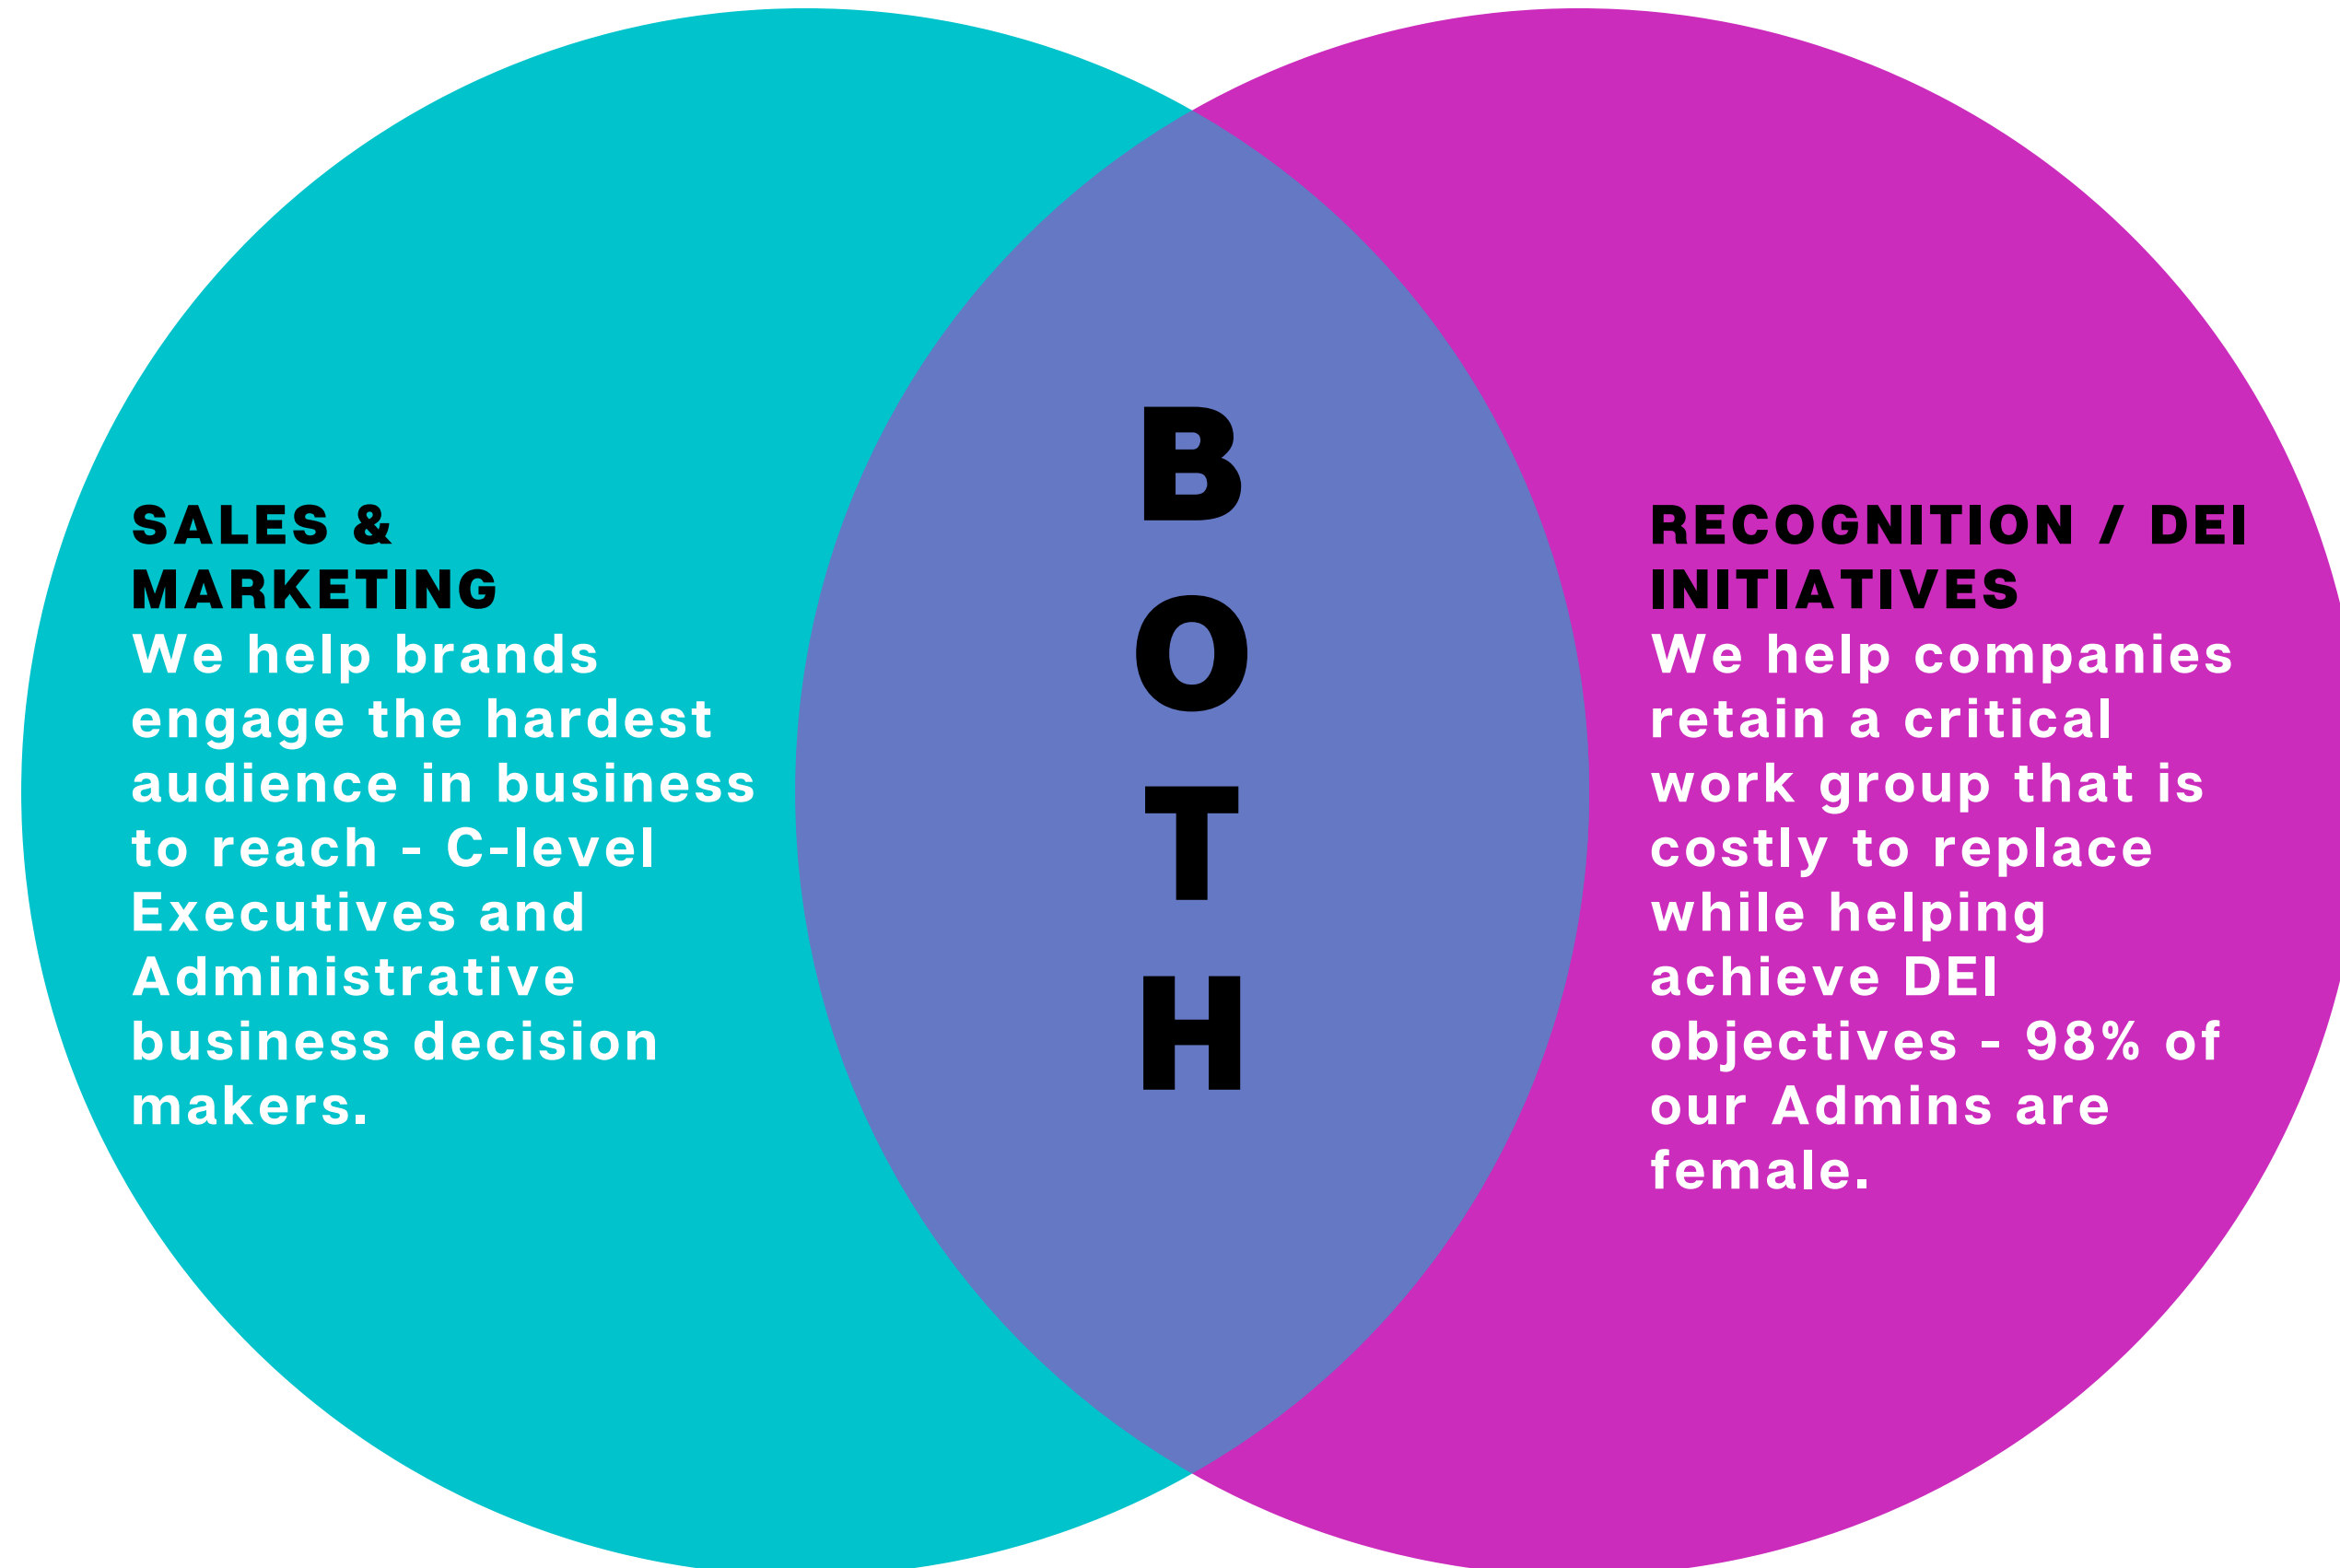 SALES &
MARKETING
We help brands
engage the hardest
audience in business
to reach - C-level
Executives and
Administrative
business decision
makers.
B
O
T
H
RECOGNITION / DEI
INITIATIVES
We help companies
retain a critical
work group that is
costly to replace
while helping
achieve DEI
objectives - 98% of
our Admins are
female.